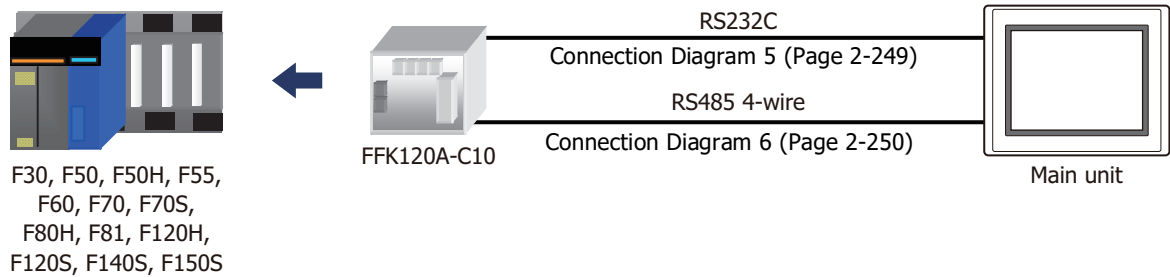 RS232C
Connection Diagram 5 (Page 2-249)
RS485 4-wire
Connection Diagram 6 (Page 2-250)
FFK120A-C10
Main unit
F30, F50, F50H, F55,
F60, F70, F70S,
F80H, F81, F120H,
F120S, F140S, F150S